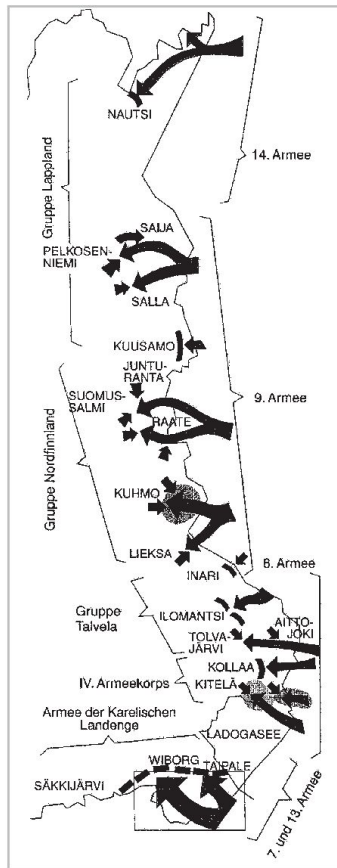 NAUTSI
14. Armee
Gruppe Lappland
SAIJA
PELKOSEN-
NIEMI
SALLA
KUUSAMO
JUNTU-
RANTA
SUOMUS-
SALMI
RAATE
9. Armee
Gruppe Nordfinnland
KUHMO
LIEKSA
INARI
8. Armee
Gruppe
Talvela
ILOMANTSI
AITTO-
JOKI
TOLVA-
JÄRVI
KOLLAA
IV. Armeekorps
KITELÄ
Armee der Karelischen
Landenge
LADOGASEE
WIBORG
TAIPALE
SÄKKIJÄRVI
7. und 13. Armee